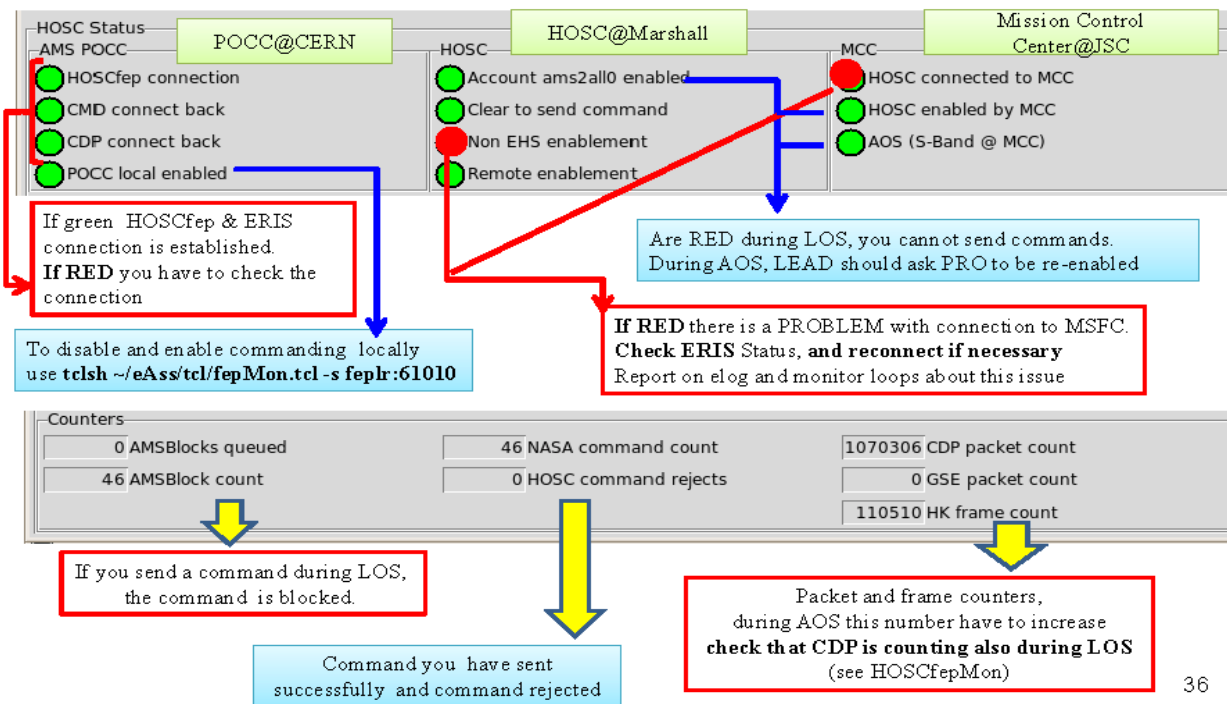 HOSC Status
AMS POCC
POCC@CERN
HOSC
HOSC@Marshall
MCC
Mission Control
Center@JSC
HOSCfep connection
CMD connect back
CDP connect back
POCC local enabled
Account ams2all0 enabled
Clear to send command
Non EHS enablement
Remote enablement
HOSC connected to MCC
HOSC enabled by MCC
AOS (S-Band @ MCC)
If green HOSCfep & ERIS
connection is established.
If RED you have to check the
connection
Are RED during LOS, you cannot send commands.
During AOS, LEAD should ask PRO to be re-enabled
To disable and enable commanding locally
use tclsh ~/eAss/tcl/fepMon.tcl -s feplr:61010
If RED there is a PROBLEM with connection to MSFC.
Check ERIS Status, and reconnect if necessary
Report on elog and monitor loops about this issue
Counters
0 AMSBlocks queued
46 AMSBlock count
46 NASA command count
0 HOSC command rejects
1070306 CDP packet count
0 GSE packet count
110510 HK frame count
If you send a command during LOS,
the command is blocked.
Command you have sent
successfully and command rejected
Packet and frame counters,
during AOS this number have to increase
check that CDP is counting also during LOS
(see HOSCfepMon)
36